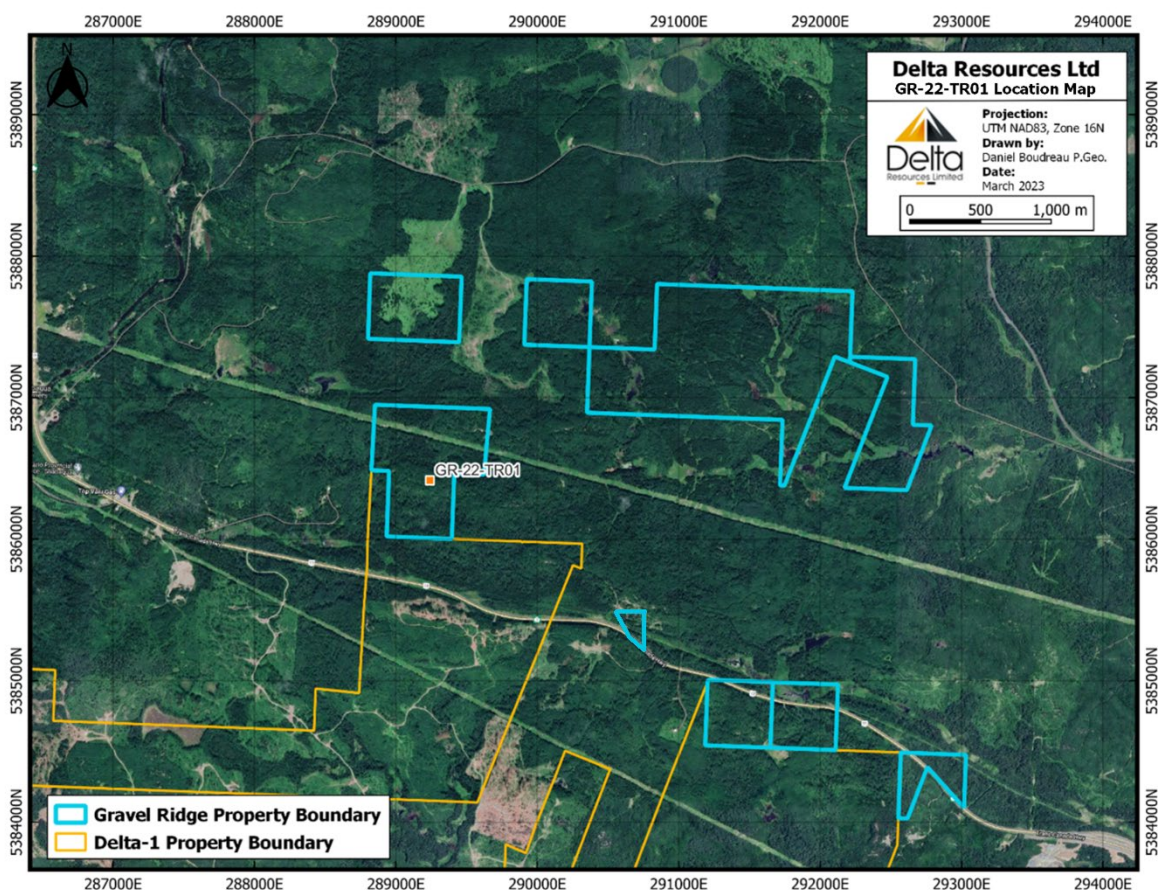 287000E 288000E 289000E 290000E 291000E 292000E 293000E 294000E
N
Delta Resources Ltd
GR-22-TR01 Location Map
Delta
Resources Limited
Projection:
UTM NAD83, Zone 16N
Drawn by:
Daniel Boudreau P.Geo.
Date:
March 2023
0 500 1,000 m
5389000N 5389000N
5388000N 5388000N
5387000N 5387000N
GR-22-TR01
5386000N 5386000N
5385000N 5385000N
5384000N 5384000N
Gravel Ridge Property Boundary
Delta-1 Property Boundary
287000E 288000E 289000E 290000E 291000E 292000E 293000E 294000E